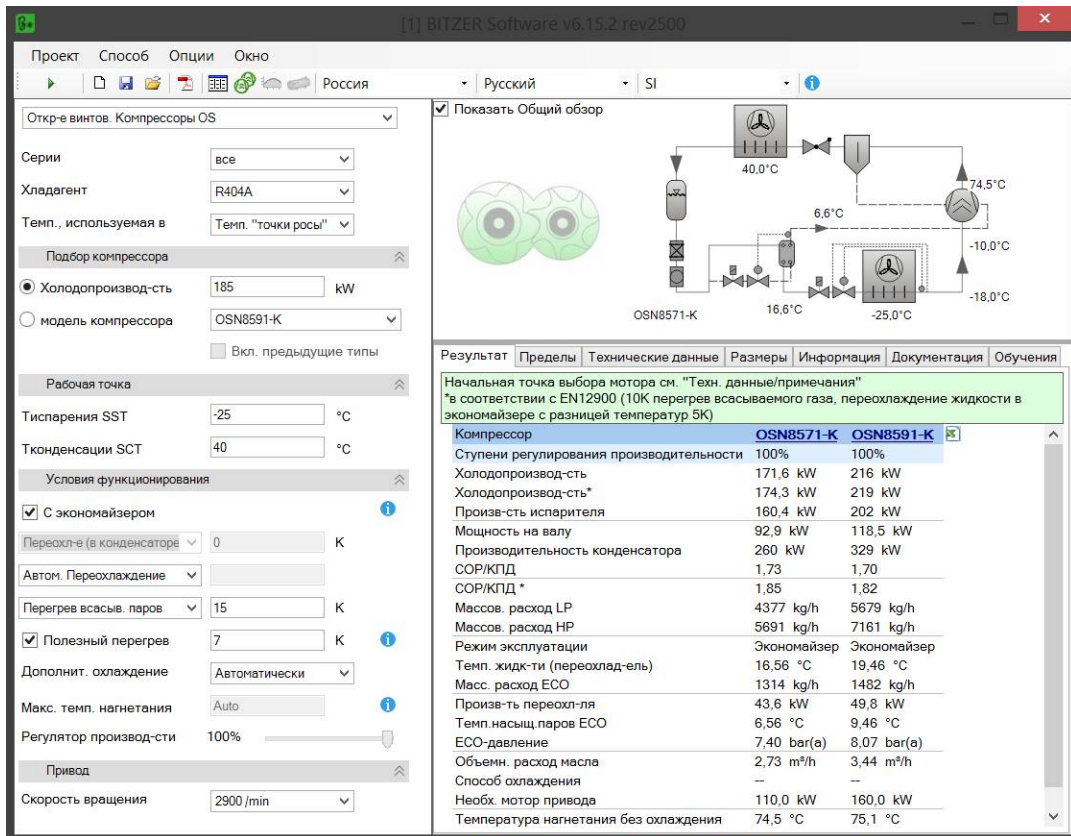 [1] BITZER Software v6.15.2 rev2500
Проект Способ Опции Окно
Россия Русский SI
Откр-е винтов. Компрессоры OS
Серии все
Хладагент R404A
Темп., используемая в Темп. "точки росы"
Подбор компрессора
Холодопроизвод-сть 185 kW
модель компрессора OSN8591-K
Вкл. предыдущие типы
Рабочая точка
Тиспарения SST -25 °C
Тконденсации SCT 40 °C
Условия функционирования
С экономайзером
Переохл-е (в конденсаторе 0 K
Автом. Переохлаждение
Перегрев всасыв. паров 15 K
Полезный перегрев 7 K
Дополнит. охлаждение Автоматически
Макс. темп. нагнетания Auto
Регулятор производ-сти 100%
Привод
Скорость вращения 2900 /min
Показать Общий обзор
40,0°C
74,5°C
6,6°C
-10,0°C
-18,0°C
OSN8571-K
16,6°C
-25,0°C
Результат Пределы Технические данные Размеры Информация Документация Обучения
Начальная точка выбора мотора см. "Техн. данные/примечания"
*в соответствии с EN12900 (10К перегрев всасываемого газа, переохлаждение жидкости в
экономайзере с разницей температур 5К)
Компрессор OSN8571-K OSN8591-K
Ступени регулирования производительности 100% 100%
Холодопроизвод-сть 171,6 kW 216 kW
Холодопроизвод-сть* 174,3 kW 219 kW
Произв-сть испарителя 160,4 kW 202 kW
Мощность на валу 92,9 kW 118,5 kW
Производительность конденсатора 260 kW 329 kW
СОР/КПД 1,73 1,70
СОР/КПД * 1,85 1,82
Массов. расход LP 4377 kg/h 5679 kg/h
Массов. расход HP 5691 kg/h 7161 kg/h
Режим эксплуатации Экономайзер Экономайзер
Темп. жидк-ти (переохлад-ель) 16,56 °C 19,46 °C
Масс. расход ECO 1314 kg/h 1482 kg/h
Произв-ть переохл-ля 43,6 kW 49,8 kW
Темп.насыщ.паров ECO 6,56 °C 9,46 °C
ECO-давление 7,40 bar(a) 8,07 bar(a)
Объемн. расход масла 2,73 m³/h 3,44 m³/h
Способ охлаждения -- --
Необх. мотор привода 110,0 kW 160,0 kW
Температура нагнетания без охлаждения 74,5 °C 75,1 °C